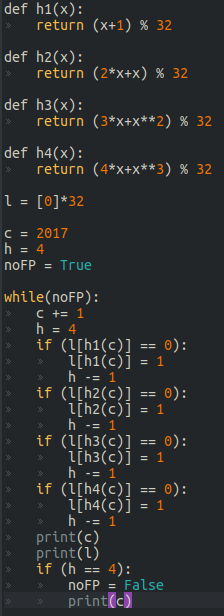 def h1(x):
»   return (x+1) % 32

def h2(x):
»   return (2*x+x) % 32

def h3(x):
»   return (3*x+x**2) % 32

def h4(x):
»   return (4*x+x**3) % 32

l = [0]*32

c = 2017
h = 4
noFP = True

while(noFP):
»   c += 1
»   h = 4
»   if (l[h1(c)] == 0):
»   »   l[h1(c)] = 1
»   »   h -= 1
»   if (l[h2(c)] == 0):
»   »   l[h2(c)] = 1
»   »   h -= 1
»   if (l[h3(c)] == 0):
»   »   l[h3(c)] = 1
»   »   h -= 1
»   if (l[h4(c)] == 0):
»   »   l[h4(c)] = 1
»   »   h -= 1
»   print(c)
»   print(l)
»   if (h == 4):
»   »   noFP = False
»   »   print(c)